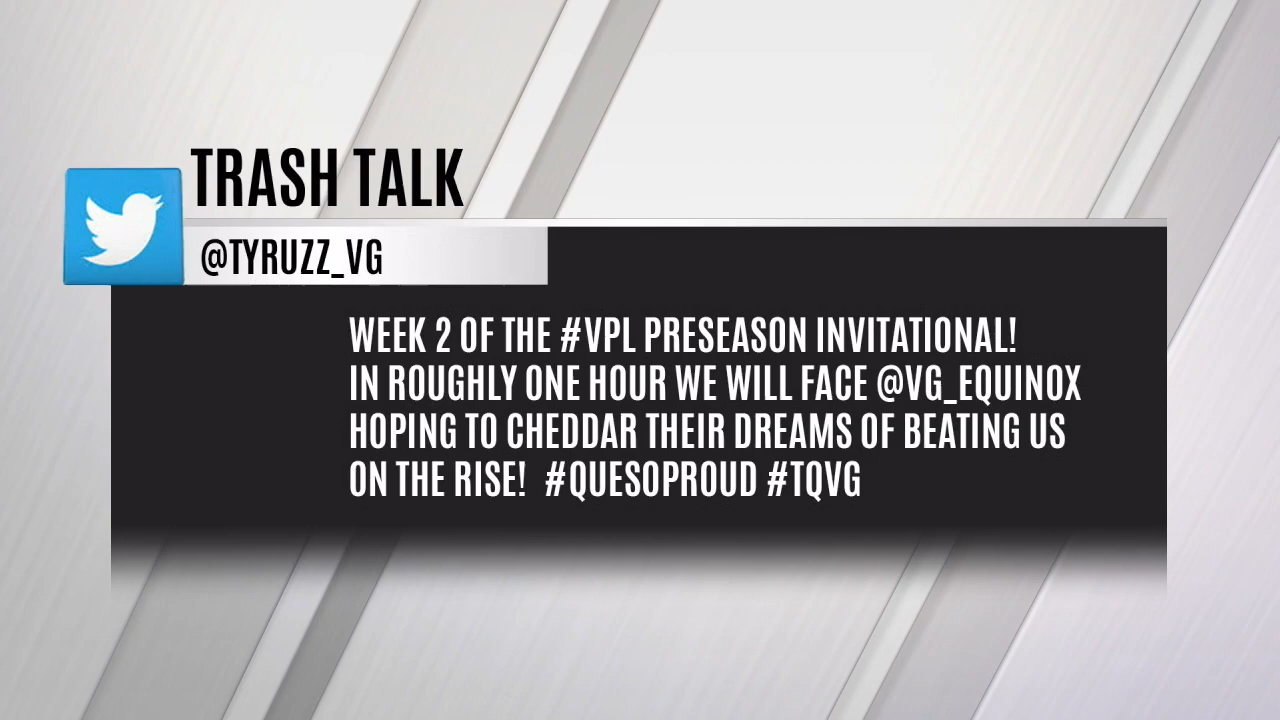 TRASH TALK
@TYRUZZ_VG
WEEK 2 OF THE #VPL PRESEASON INVITATIONAL!
IN ROUGHLY ONE HOUR WE WILL FACE @VG_EQUINOX
HOPING TO CHEDDAR THEIR DREAMS OF BEATING US
ON THE RISE! #QUESOPROUD #TQVG